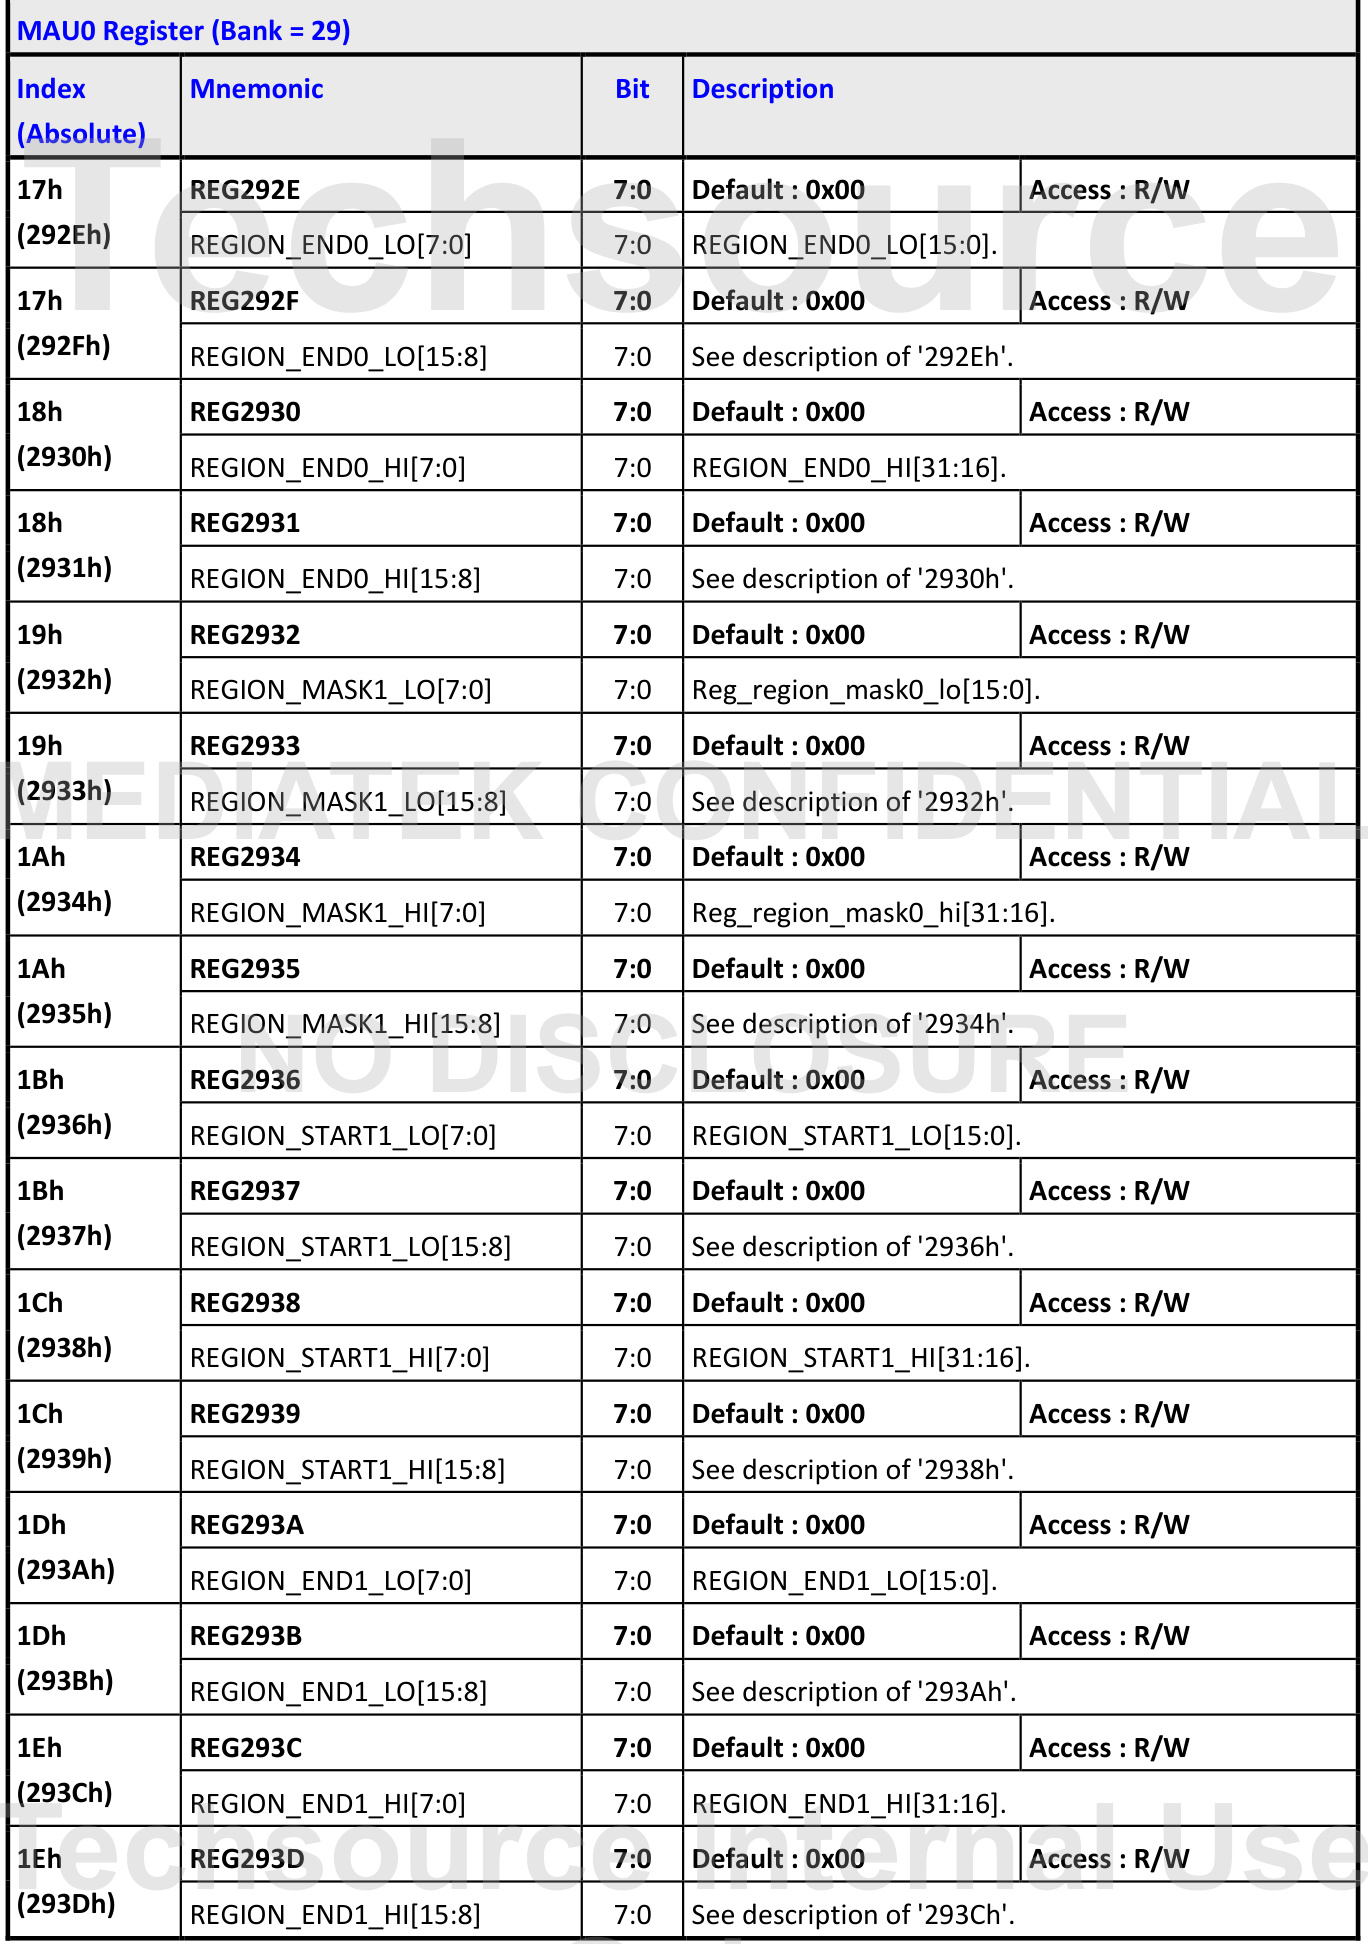 MAU0 Register (Bank = 29)
Index (Absolute) Mnemonic Bit Description
17h (292Eh) REG292E 7:0 Default : 0x00 Access : R/W
REGION_END0_LO[7:0] 7:0 REGION_END0_LO[15:0].
17h (292Fh) REG292F 7:0 Default : 0x00 Access : R/W
REGION_END0_LO[15:8] 7:0 See description of '292Eh'.
18h (2930h) REG2930 7:0 Default : 0x00 Access : R/W
REGION_END0_HI[7:0] 7:0 REGION_END0_HI[31:16].
18h (2931h) REG2931 7:0 Default : 0x00 Access : R/W
REGION_END0_HI[15:8] 7:0 See description of '2930h'.
19h (2932h) REG2932 7:0 Default : 0x00 Access : R/W
REGION_MASK1_LO[7:0] 7:0 Reg_region_mask0_lo[15:0].
19h (2933h) REG2933 7:0 Default : 0x00 Access : R/W
REGION_MASK1_LO[15:8] 7:0 See description of '2932h'.
1Ah (2934h) REG2934 7:0 Default : 0x00 Access : R/W
REGION_MASK1_HI[7:0] 7:0 Reg_region_mask0_hi[31:16].
1Ah (2935h) REG2935 7:0 Default : 0x00 Access : R/W
REGION_MASK1_HI[15:8] 7:0 See description of '2934h'.
1Bh (2936h) REG2936 7:0 Default : 0x00 Access : R/W
REGION_START1_LO[7:0] 7:0 REGION_START1_LO[15:0].
1Bh (2937h) REG2937 7:0 Default : 0x00 Access : R/W
REGION_START1_LO[15:8] 7:0 See description of '2936h'.
1Ch (2938h) REG2938 7:0 Default : 0x00 Access : R/W
REGION_START1_HI[7:0] 7:0 REGION_START1_HI[31:16].
1Ch (2939h) REG2939 7:0 Default : 0x00 Access : R/W
REGION_START1_HI[15:8] 7:0 See description of '2938h'.
1Dh (293Ah) REG293A 7:0 Default : 0x00 Access : R/W
REGION_END1_LO[7:0] 7:0 REGION_END1_LO[15:0].
1Dh (293Bh) REG293B 7:0 Default : 0x00 Access : R/W
REGION_END1_LO[15:8] 7:0 See description of '293Ah'.
1Eh (293Ch) REG293C 7:0 Default : 0x00 Access : R/W
REGION_END1_HI[7:0] 7:0 REGION_END1_HI[31:16].
1Eh (293Dh) REG293D 7:0 Default : 0x00 Access : R/W
REGION_END1_HI[15:8] 7:0 See description of '293Ch'.
Techsource
MEDIATEK CONFIDENTIAL
NO DISCLOSURE
Techsource Internal Use